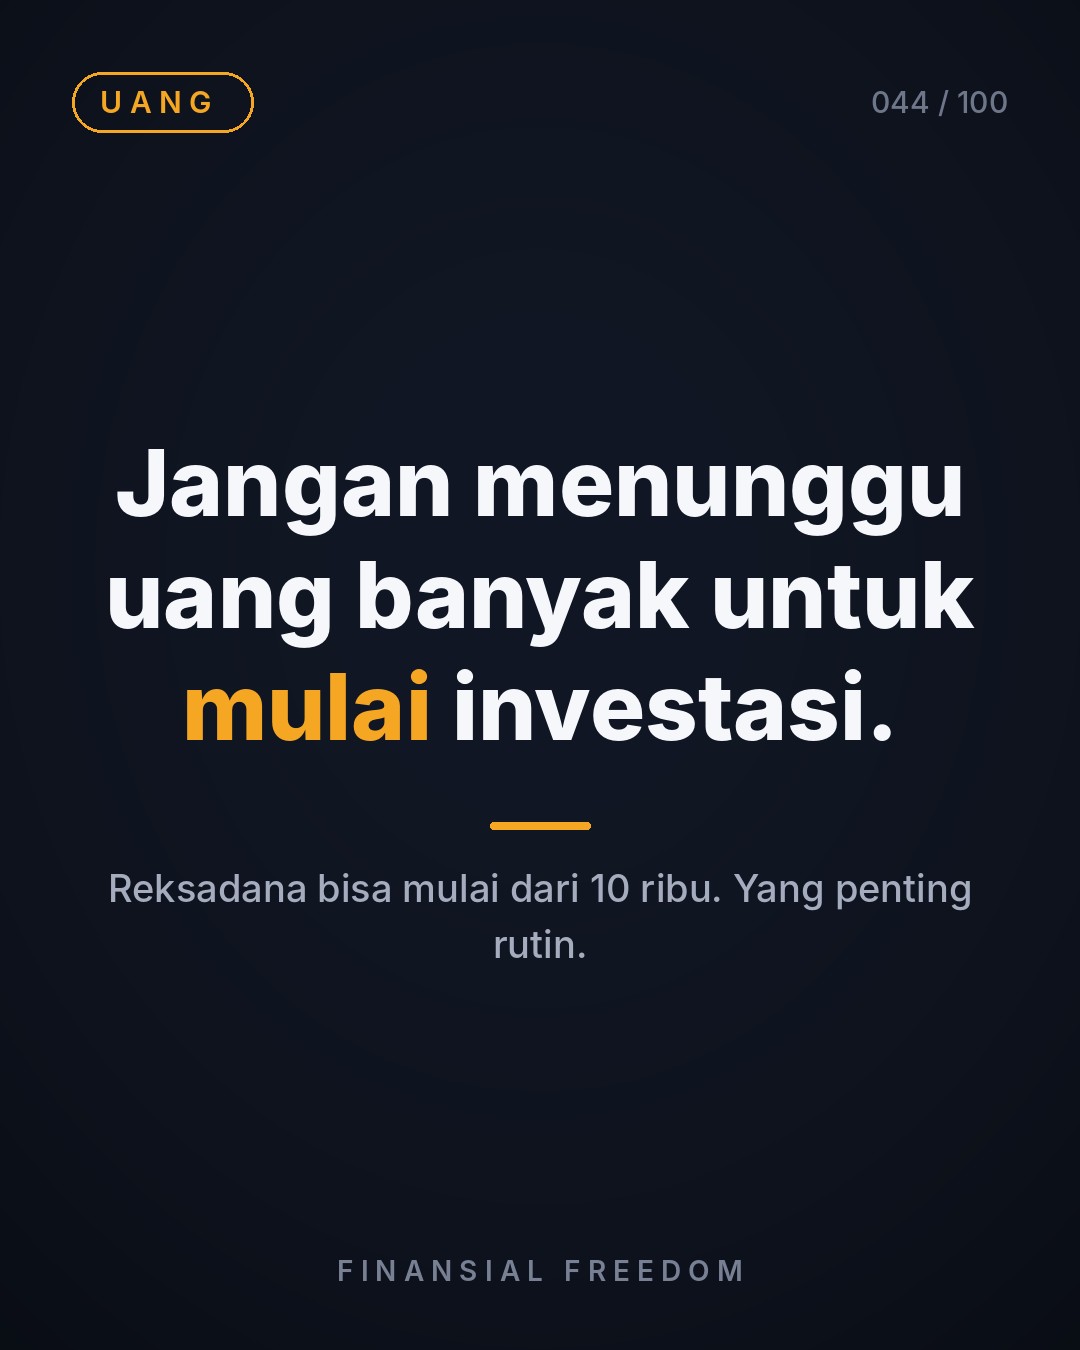 UANG
044 / 100
Jangan menunggu
uang banyak untuk
mulai investasi.
Reksadana bisa mulai dari 10 ribu. Yang penting
rutin.
FINANSIAL FREEDOM